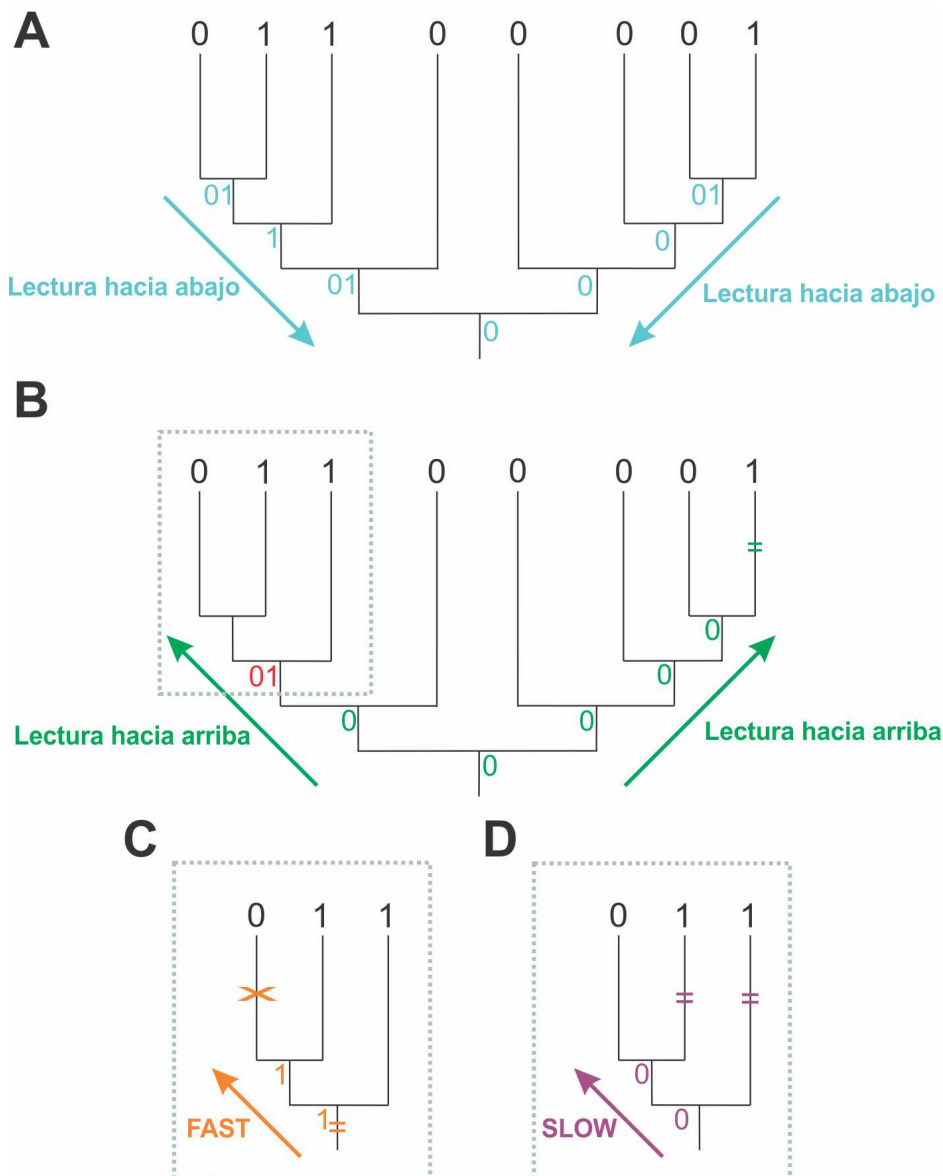 A
0 1 1 0 0 0 0 1
01 01
1 0
01 0
Lectura hacia abajo Lectura hacia abajo
0
B
0 1 1 0 0 0 0 1
0
01 0
0 0
Lectura hacia arriba Lectura hacia arriba
0
C D
0 1 1 0 1 1
1 0
1 0
FAST SLOW